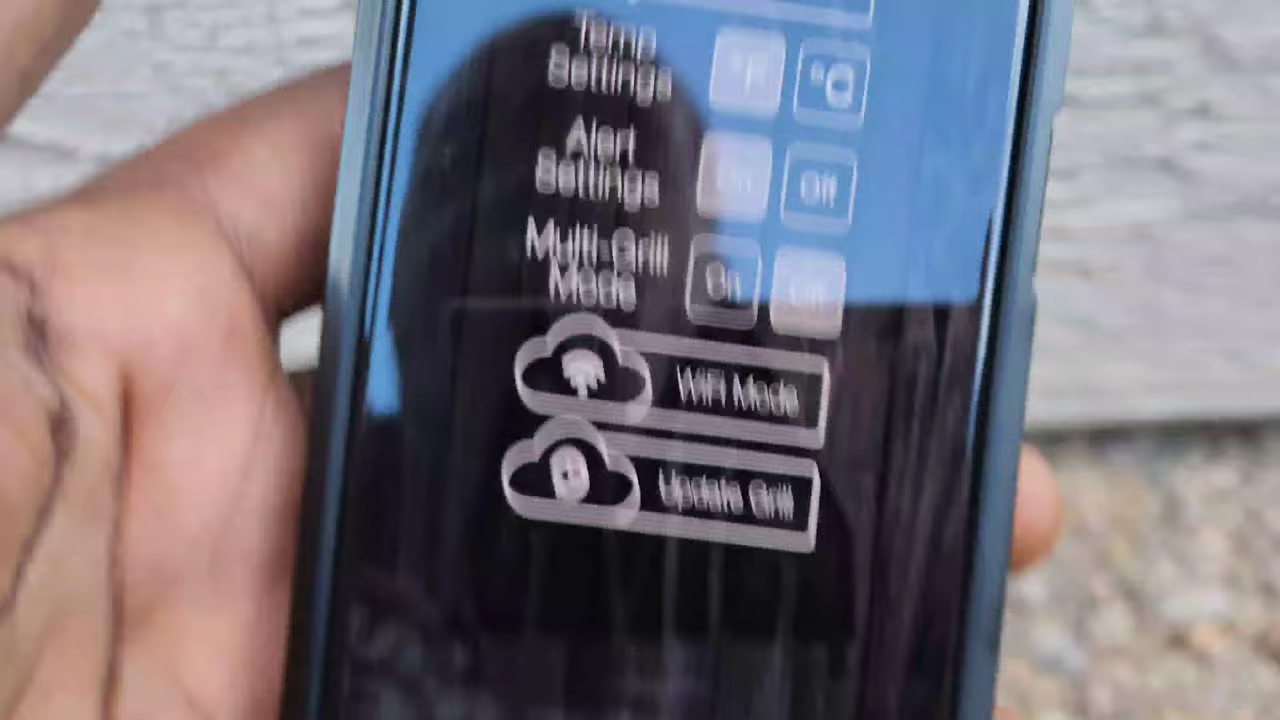 Temp
Settings
°F °C
Alert
Settings
On Off
Multi-Grill
Mode
On Off
WiFi Mode
Update Grill